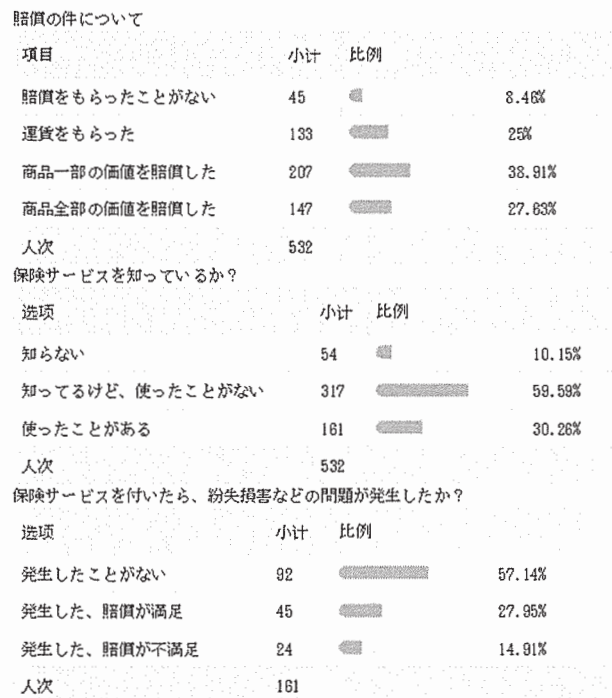 賠償の件について
项目 小计 比例
賠償をもらったことがない 45 8.46%
運賃をもらった 133 25%
商品一部の価値を賠償した 207 38.91%
商品全部の価値を賠償した 147 27.63%
人次 532
保険サービスを知っているか？
选项 小计 比例
知らない 54 10.15%
知ってるけど、使ったことがない 317 59.59%
使ったことがある 161 30.26%
人次 532
保険サービスを付いたら、紛失損害などの問題が発生したか？
选项 小计 比例
発生したことがない 92 57.14%
発生した、賠償が満足 45 27.95%
発生した、賠償が不満足 24 14.91%
人次 161